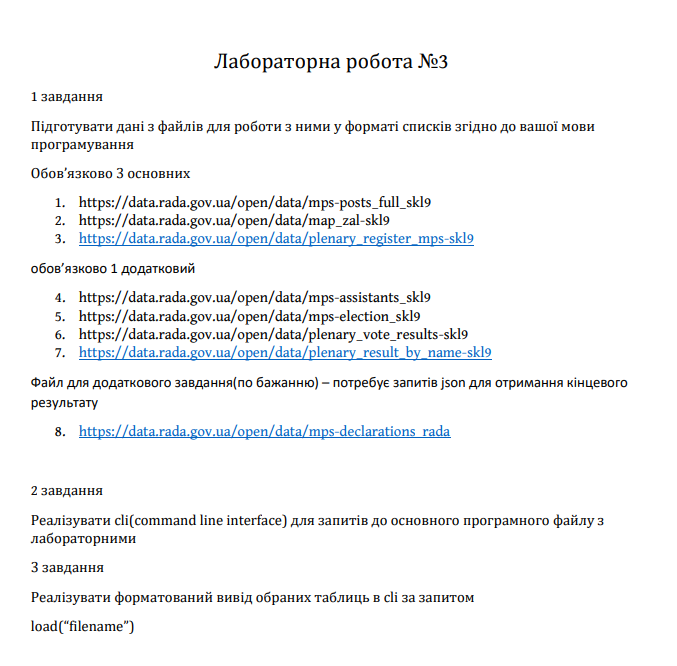 Лабораторна робота №3
1 завдання
Підготувати дані з файлів для роботи з ними у форматі списків згідно до вашої мови
програмування
Обов’язково 3 основних
1. https://data.rada.gov.ua/open/data/mps-posts_full_skl9
2. https://data.rada.gov.ua/open/data/map_zal-skl9
3. https://data.rada.gov.ua/open/data/plenary_register_mps-skl9
обов’язково 1 додатковий
4. https://data.rada.gov.ua/open/data/mps-assistants_skl9
5. https://data.rada.gov.ua/open/data/mps-election_skl9
6. https://data.rada.gov.ua/open/data/plenary_vote_results-skl9
7. https://data.rada.gov.ua/open/data/plenary_result_by_name-skl9
Файл для додаткового завдання(по бажанню) – потребує запитів json для отримання кінцевого
результату
8. https://data.rada.gov.ua/open/data/mps-declarations_rada
2 завдання
Реалізувати cli(command line interface) для запитів до основного програмного файлу з
лабораторними
3 завдання
Реалізувати форматований вивід обраних таблиць в cli за запитом
load(“filename”)